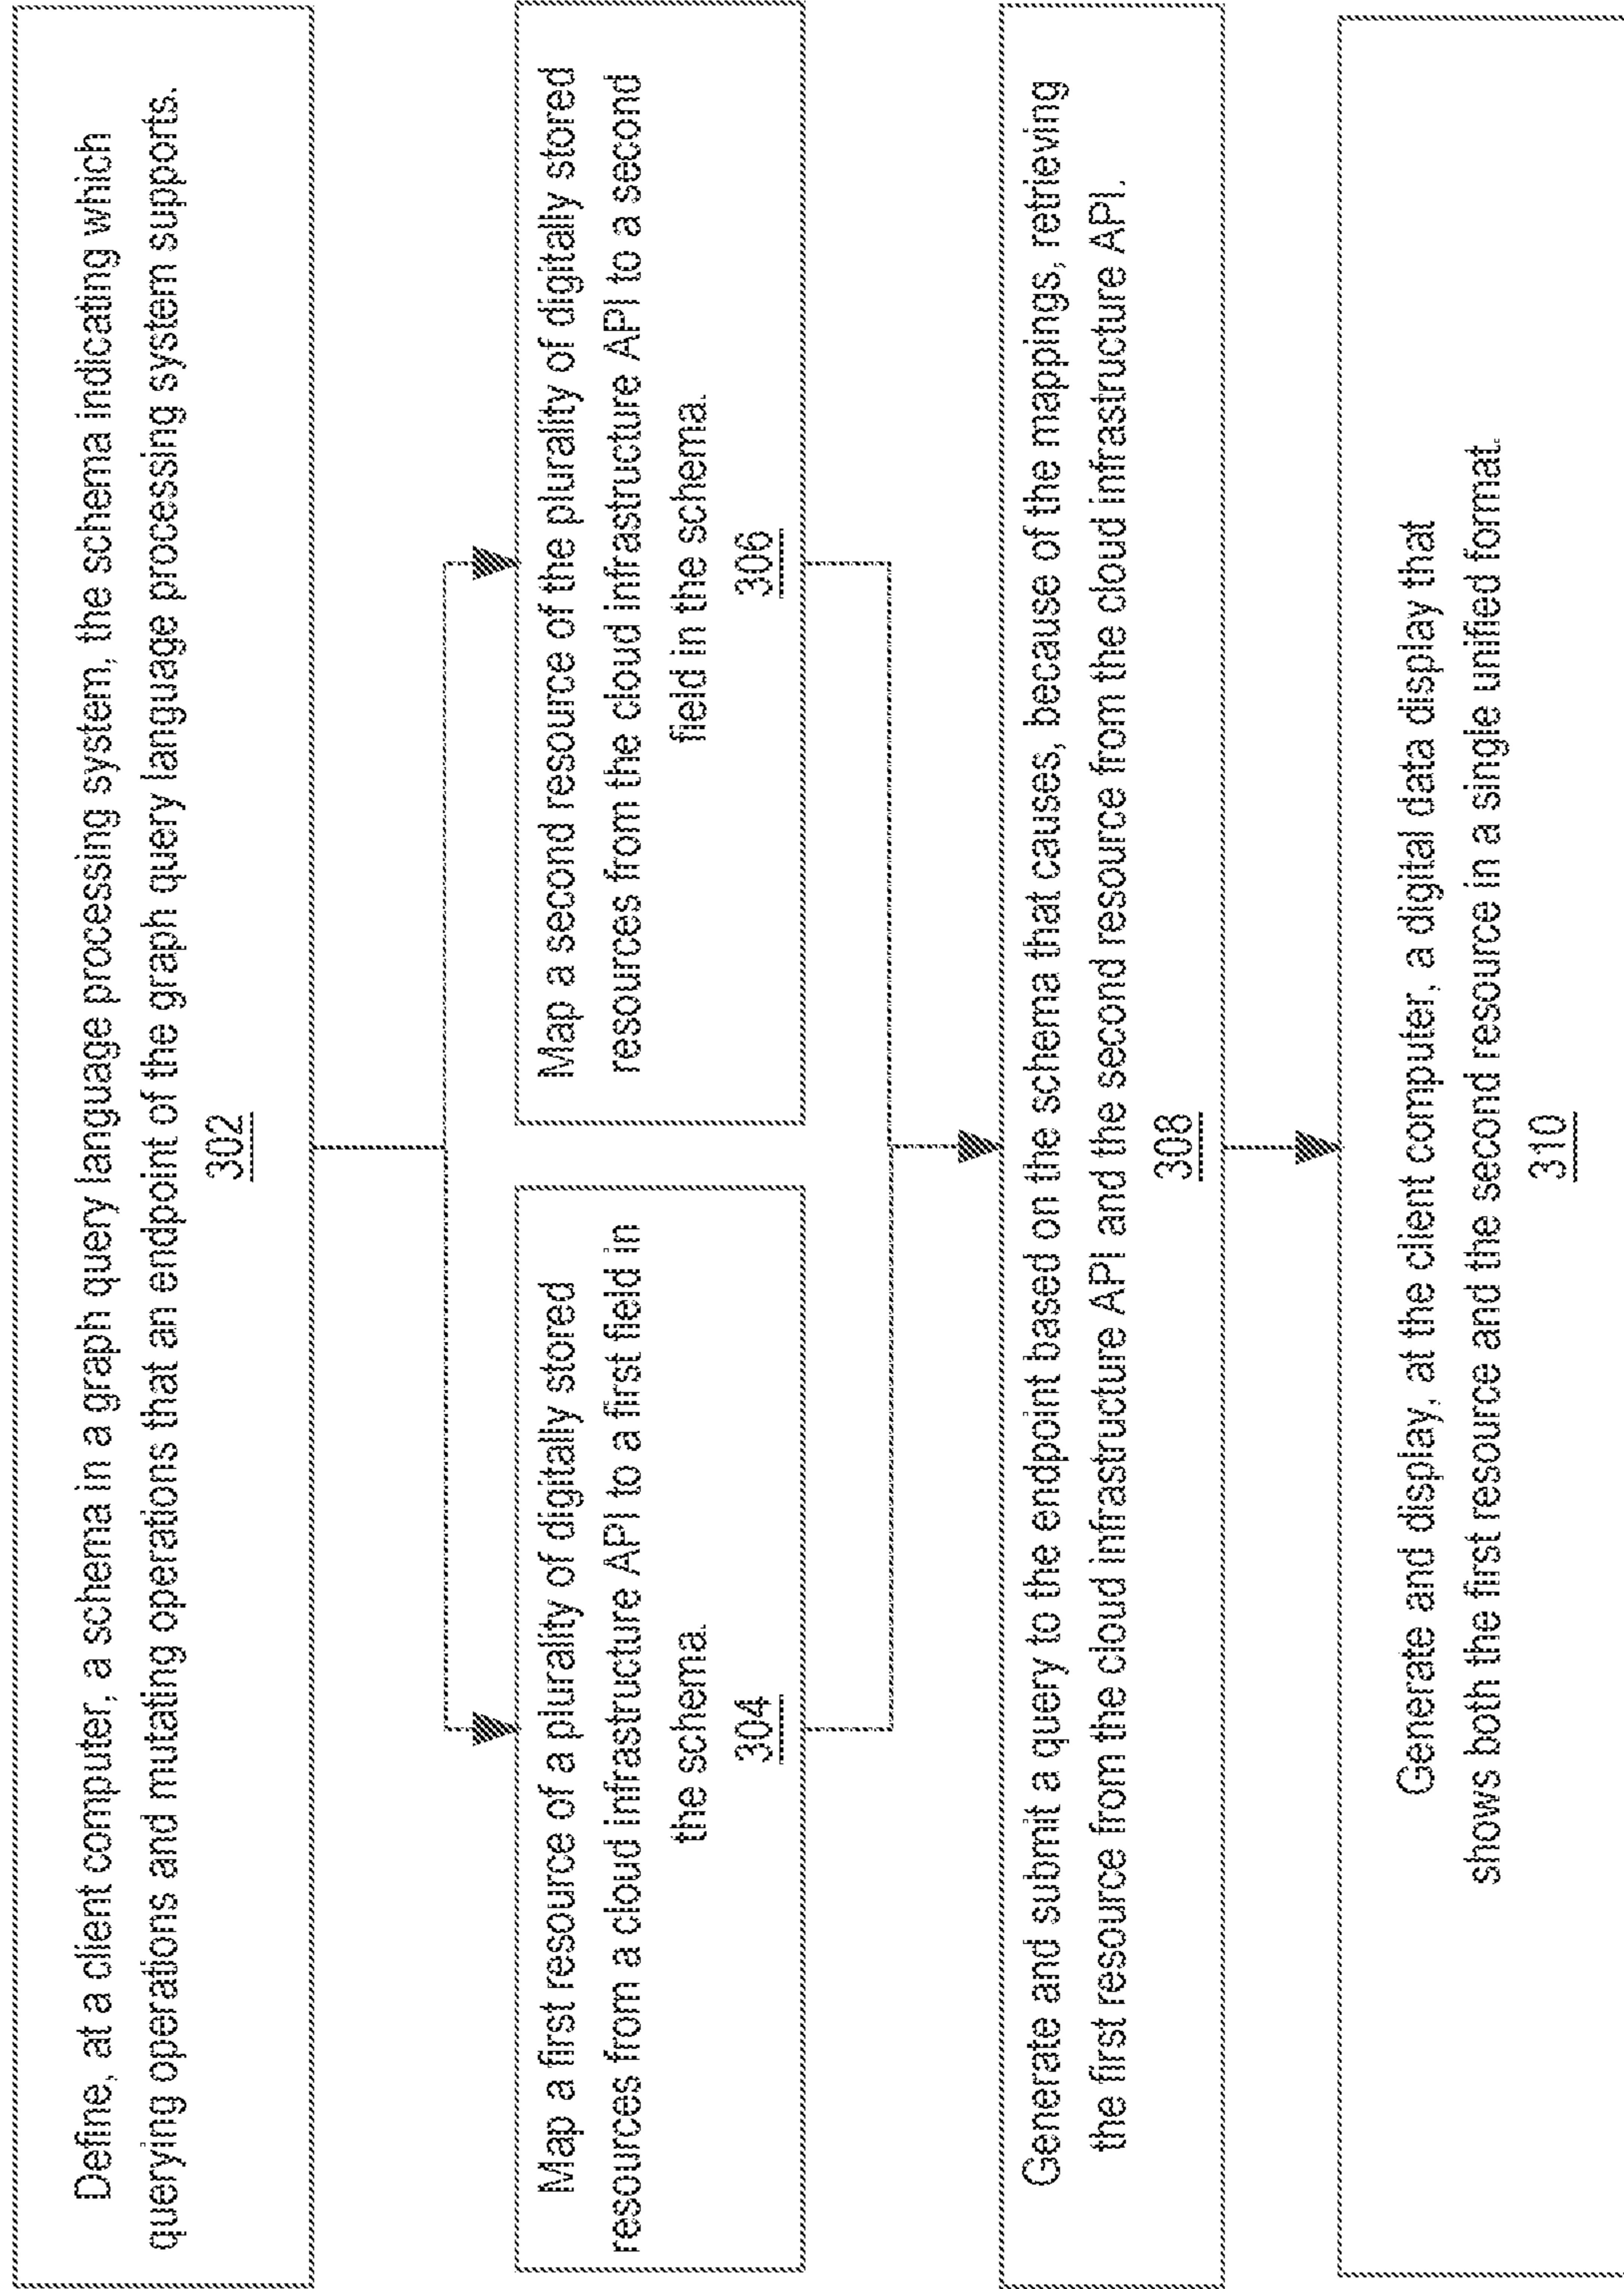 Define, at a client computer, a schema in a graph query language processing system, the schema indicating which
querying operations and mutating operations that an endpoint of the graph query language processing system supports.
302
Map a first resource of a plurality of digitally stored
resources from a cloud infrastructure API to a first field in
the schema.
304
Map a second resource of the plurality of digitally stored
resources from the cloud infrastructure API to a second
field in the schema.
306
Generate and submit a query to the endpoint based on the schema that causes, because of the mappings, retrieving
the first resource from the cloud infrastructure API and the second resource from the cloud infrastructure API.
308
Generate and display, at the client computer, a digital data display that
shows both the first resource and the second resource in a single unified format.
310